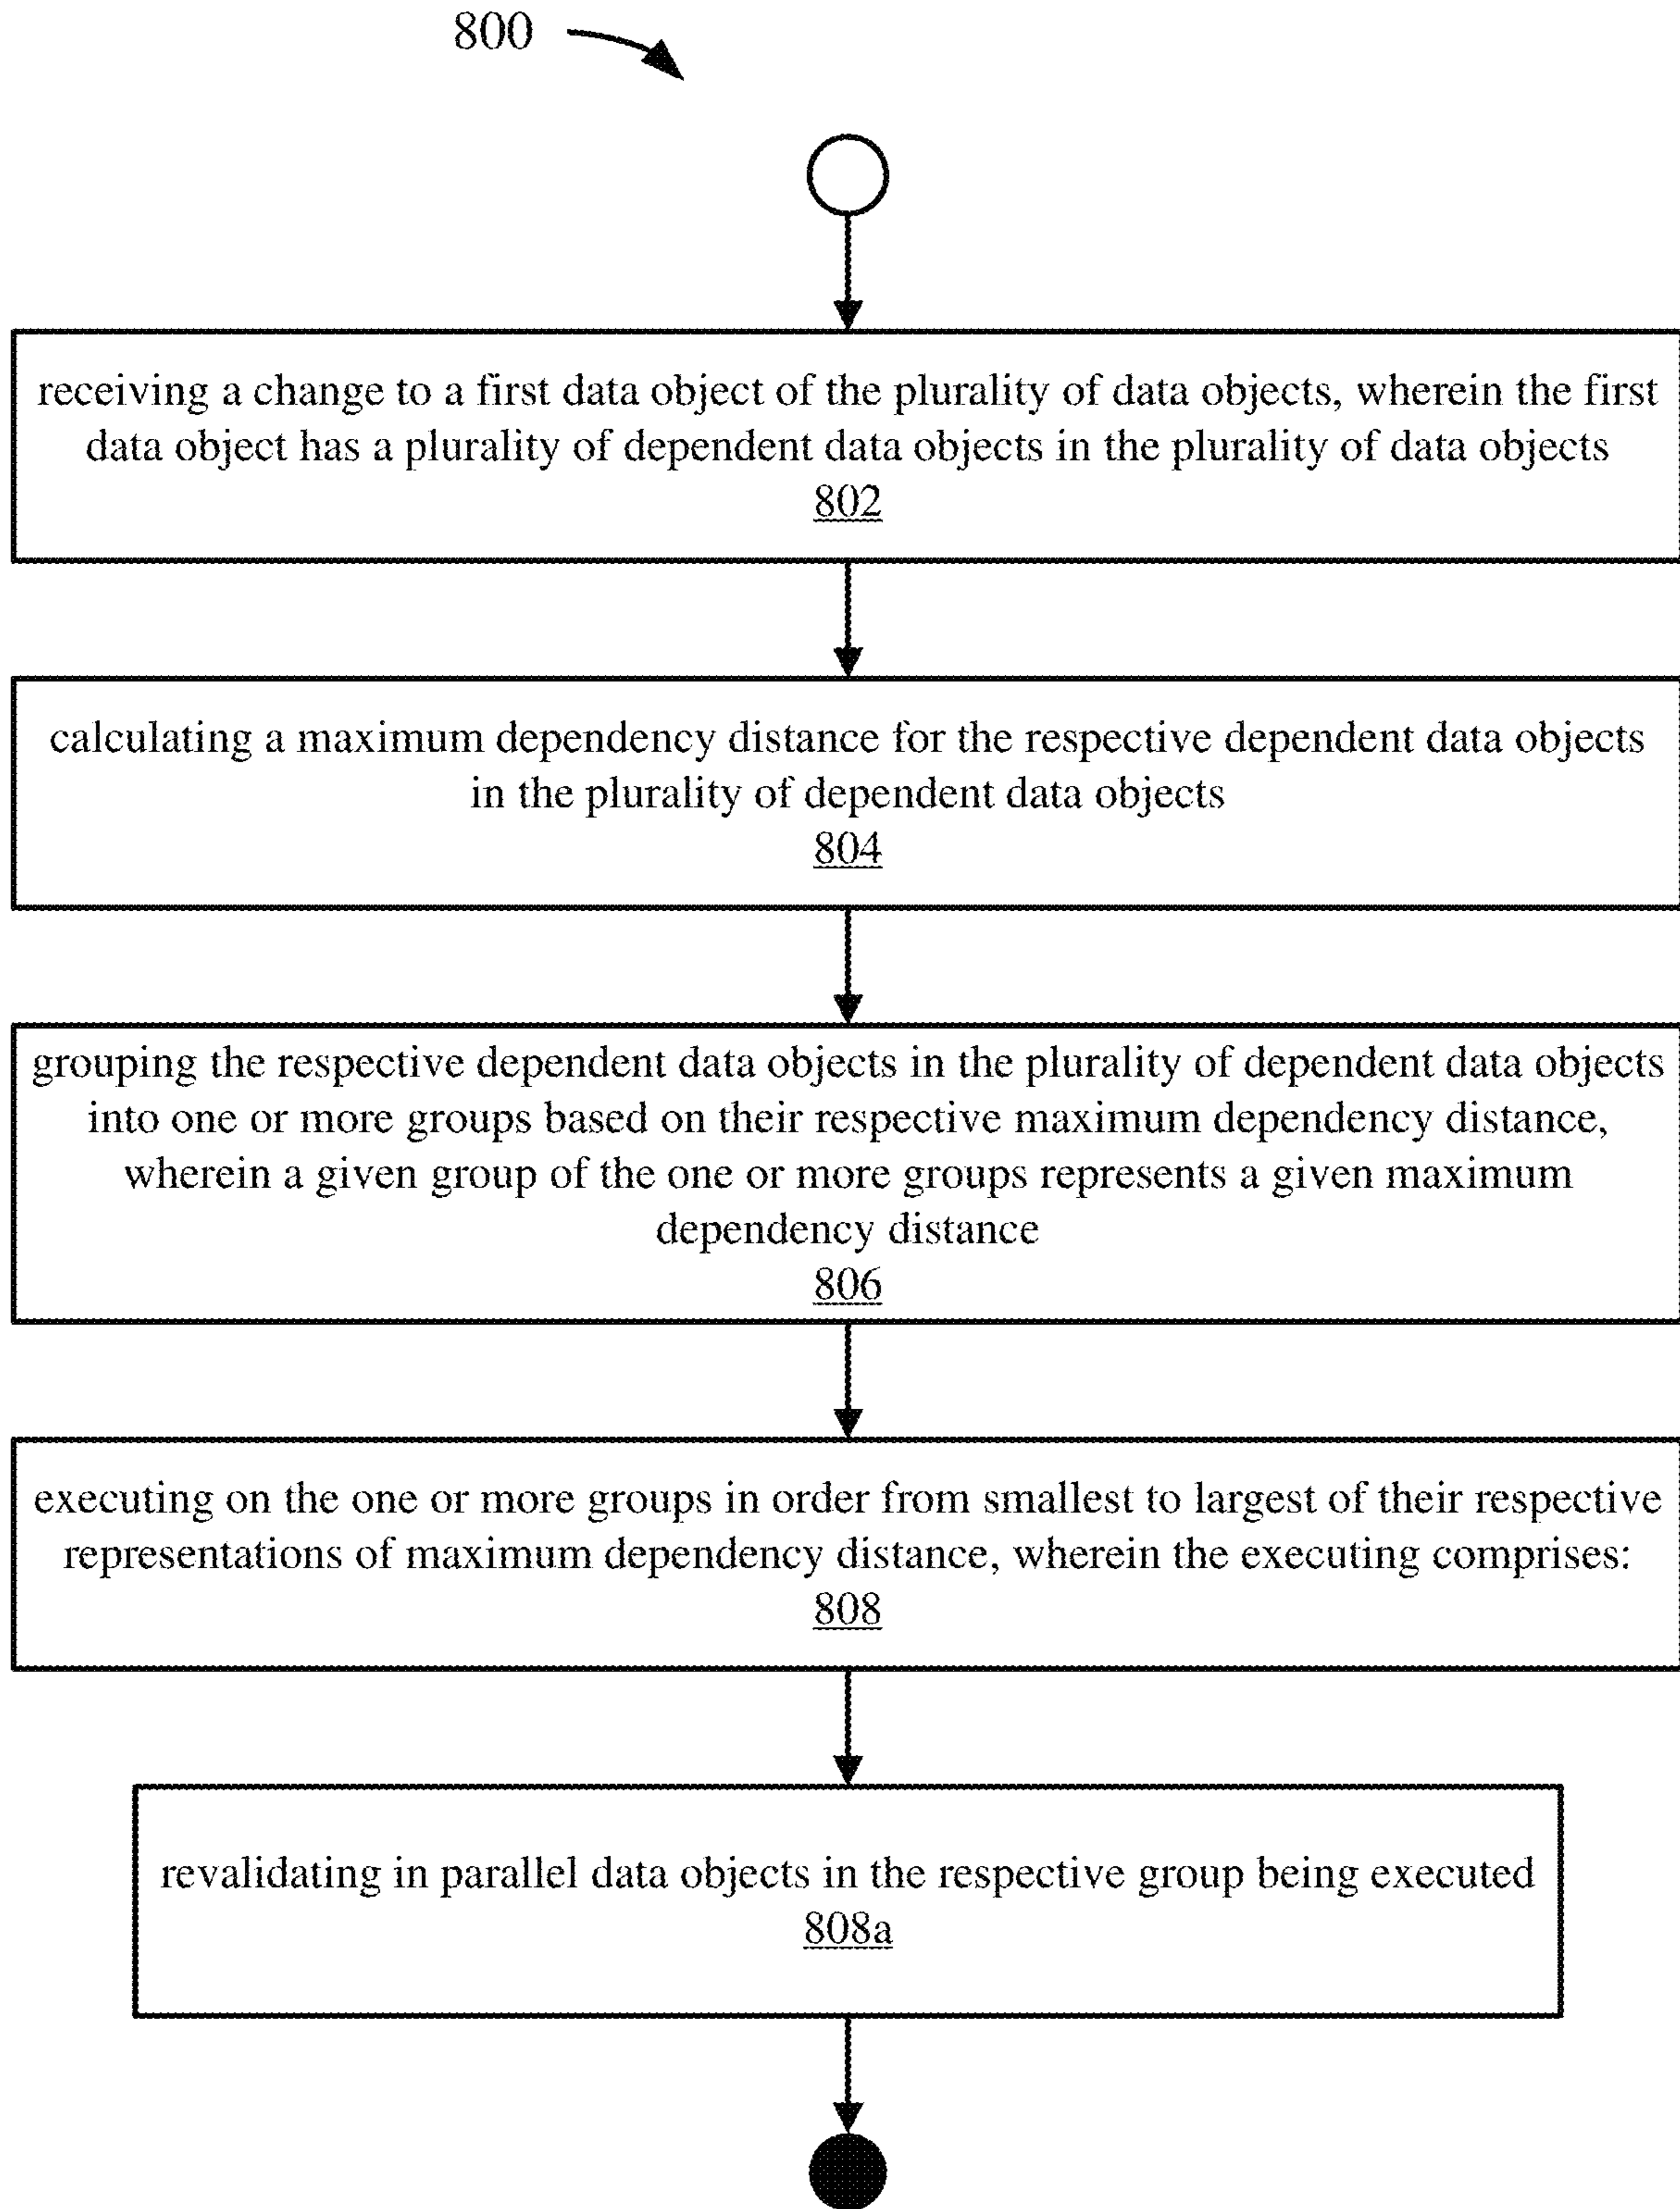 800
receiving a change to a first data object of the plurality of data objects, wherein the first
data object has a plurality of dependent data objects in the plurality of data objects
802
calculating a maximum dependency distance for the respective dependent data objects
in the plurality of dependent data objects
804
grouping the respective dependent data objects in the plurality of dependent data objects
into one or more groups based on their respective maximum dependency distance,
wherein a given group of the one or more groups represents a given maximum
dependency distance
806
executing on the one or more groups in order from smallest to largest of their respective
representations of maximum dependency distance, wherein the executing comprises:
808
revalidating in parallel data objects in the respective group being executed
808a